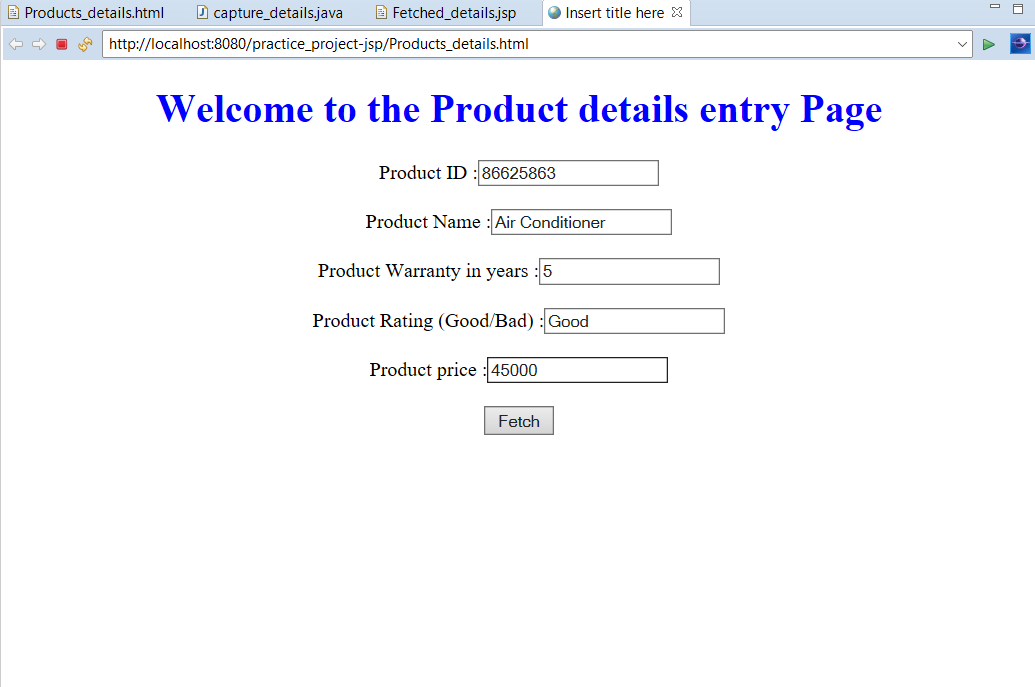 Products_details.html capture_details.java Fetched_details.jsp Insert title here
http://localhost:8080/practice_project-jsp/Products_details.html
Welcome to the Product details entry Page
Product ID :86625863
Product Name :Air Conditioner
Product Warranty in years :5
Product Rating (Good/Bad) :Good
Product price :45000
Fetch